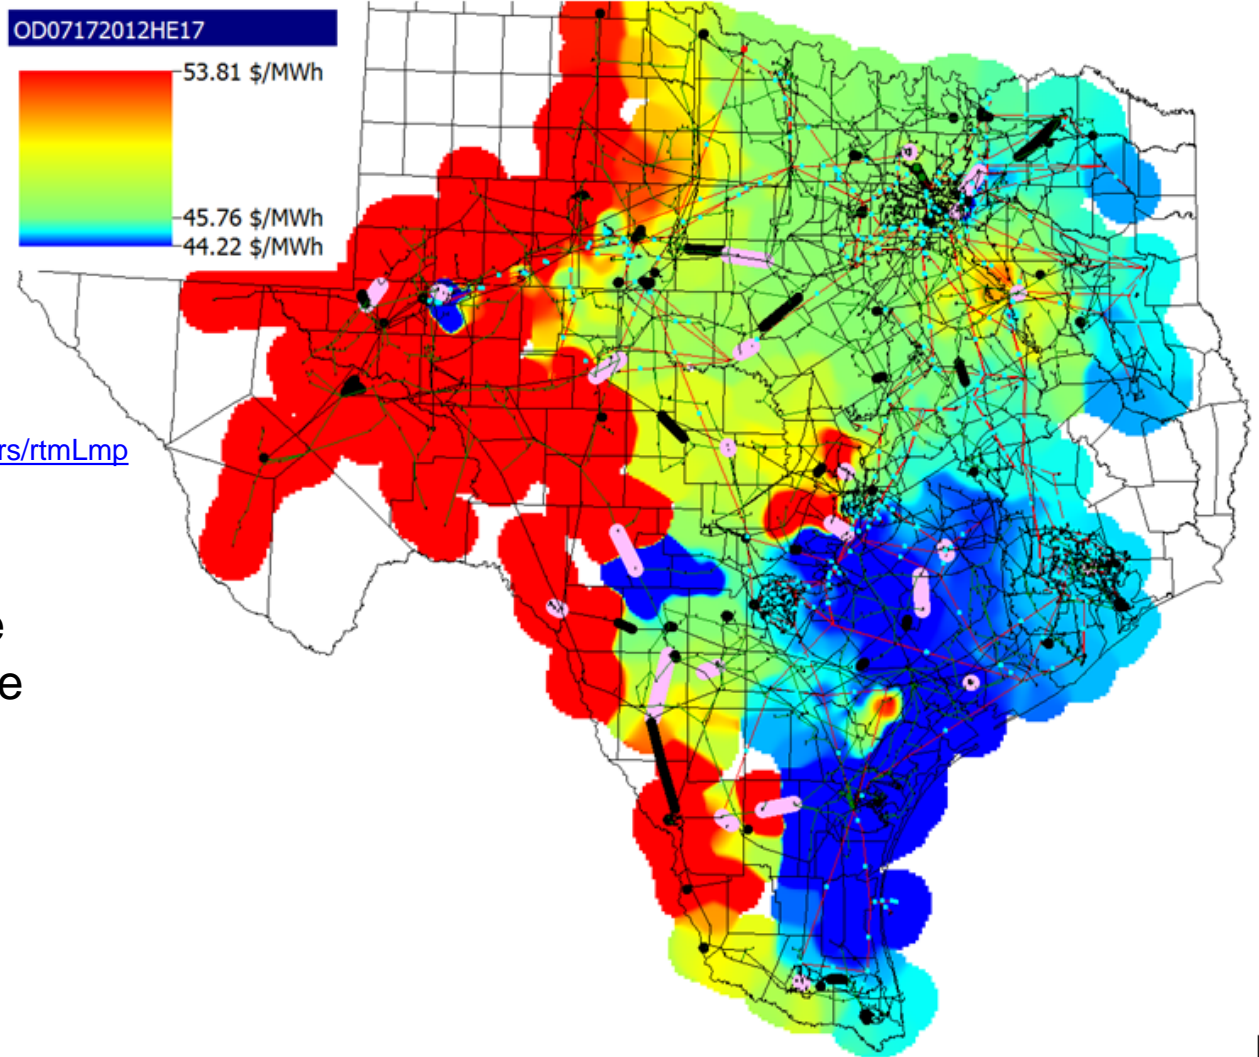 OD07172012HE17
53.81 $/MWh
45.76 $/MWh
44.22 $/MWh
rs/rtmLmp
e
e